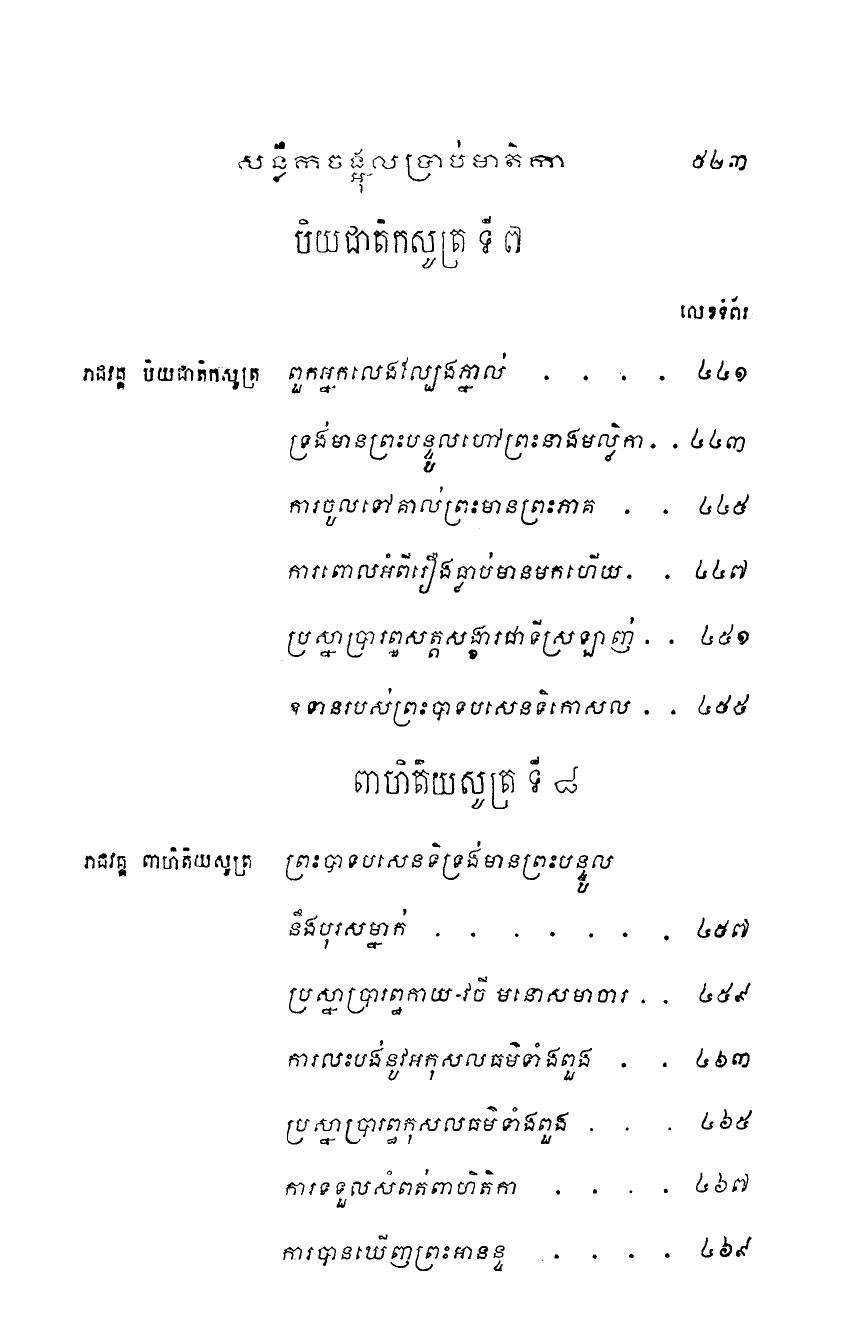 សន្លឹកចង្អុលប្រាប់មាតិកា ៥២៣
បិយជាតិកសូត្រ ទី ៧
លេខទំព័រ
រាជវគ្គ បិយជាតិកសូត្រ ពួកអ្នកលេងល្បែងភ្នាល់ . . . . ៤៤១
ទ្រង់មានព្រះបន្ទូលហៅព្រះនាងមល្លិកា . . ៤៤៣
ការចូលទៅគាល់ព្រះមានព្រះភាគ . . ៤៤៥
ការពោលអំពីរឿងធ្លាប់មានមកហើយ . . ៤៤៧
ប្រស្នាប្រារព្ធសត្តសង្ខារជាទីស្រឡាញ់ . . ៤៥១
ឧទានរបស់ព្រះបាទបសេនទិកោសល . . ៤៥៥
ពាហិតិយសូត្រ ទី ៨
រាជវគ្គ ពាហិតិយសូត្រ ព្រះបាទបសេនទិទ្រង់មានព្រះបន្ទូល
នឹងបុរសម្នាក់ . . . . . . . ៤៥៧
ប្រស្នាប្រារព្ធកាយ-វចី មនោសមាចារ . . ៤៥៩
ការលះបង់នូវអកុសលធម៌ទាំងពួង . . ៤៦៣
ប្រស្នាប្រារព្ធកុសលធម៌ទាំងពួង . . . ៤៦៥
ការទទួលសំពត់ពាហិតិកា . . . . ៤៦៧
ការបានឃើញព្រះអានន្ទ . . . . ៤៦៩